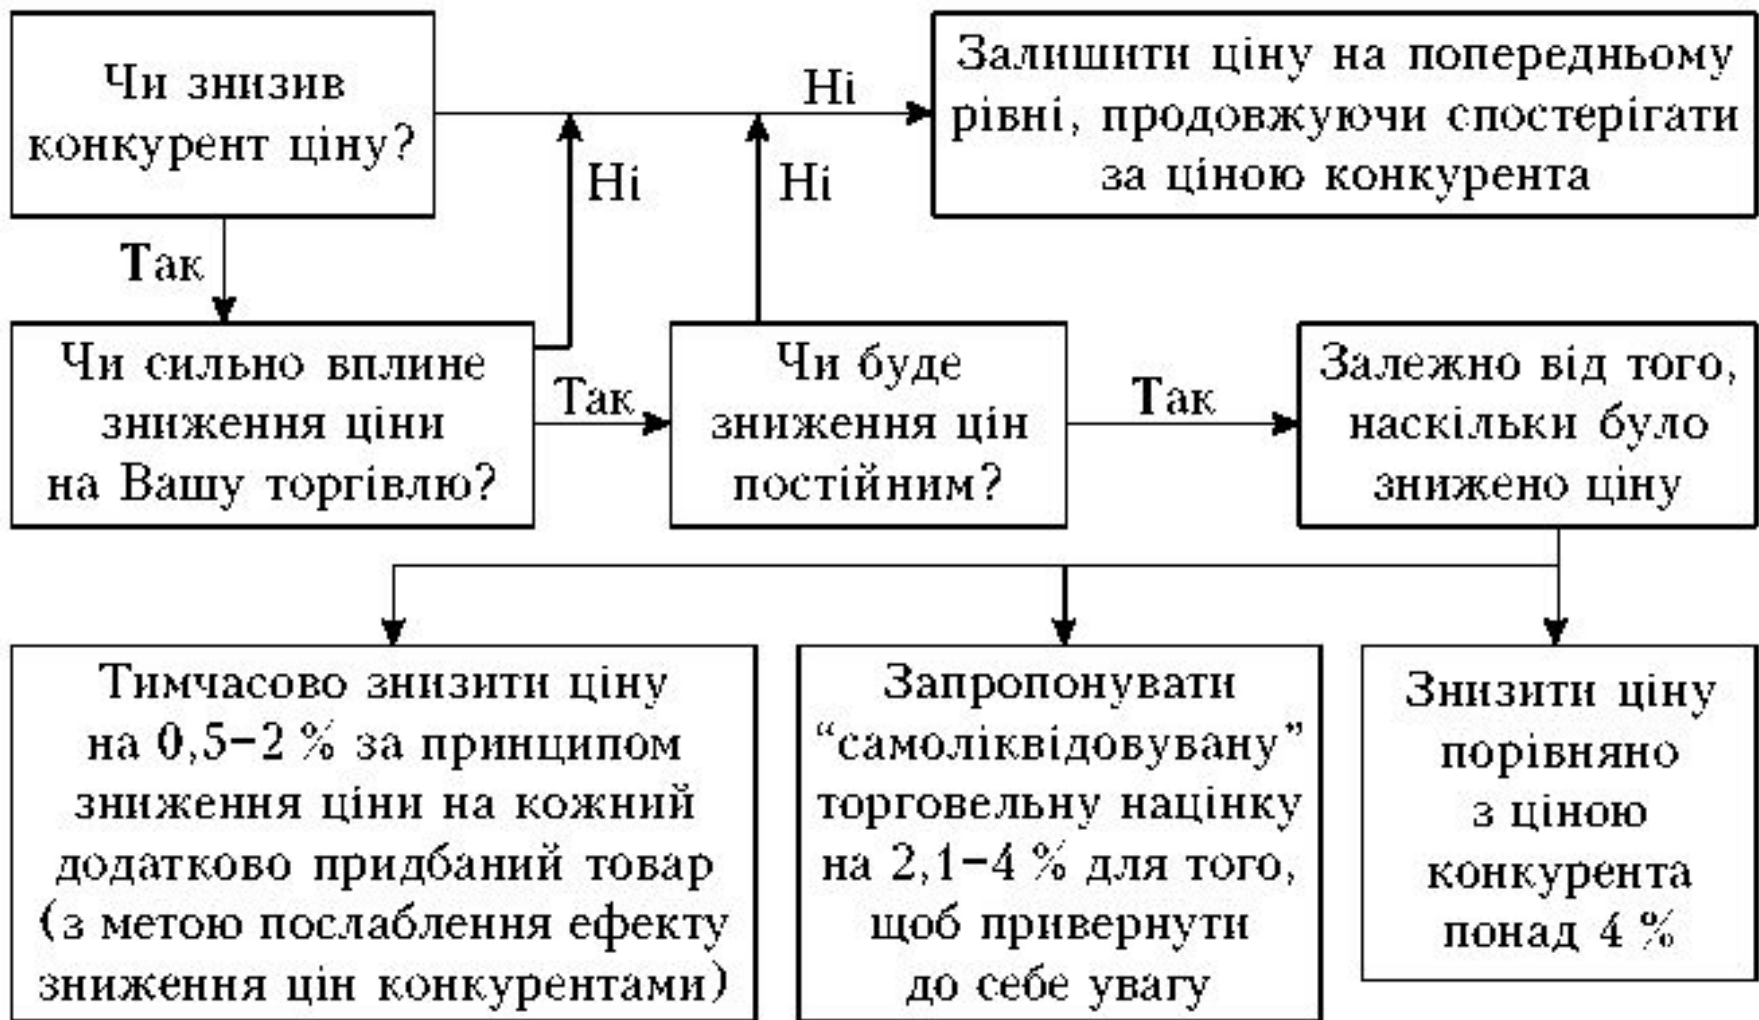 Чи знизив
конкурент ціну?
Ні
Залишити ціну на попередньому
рівні, продовжуючи спостерігати
за ціною конкурента
Ні
Ні
Так
Чи сильно вплине
зниження ціни
на Вашу торгівлю?
Так
Чи буде
зниження цін
постійним?
Так
Залежно від того,
наскільки було
знижено ціну
Тимчасово знизити ціну
на 0,5–2 % за принципом
зниження ціни на кожний
додатково придбаний товар
(з метою послаблення ефекту
зниження цін конкурентами)
Запропонувати
“самоліквідовувану”
торговельну націнку
на 2,1–4 % для того,
щоб привернути
до себе увагу
Знизити ціну
порівняно
з ціною
конкурента
понад 4 %